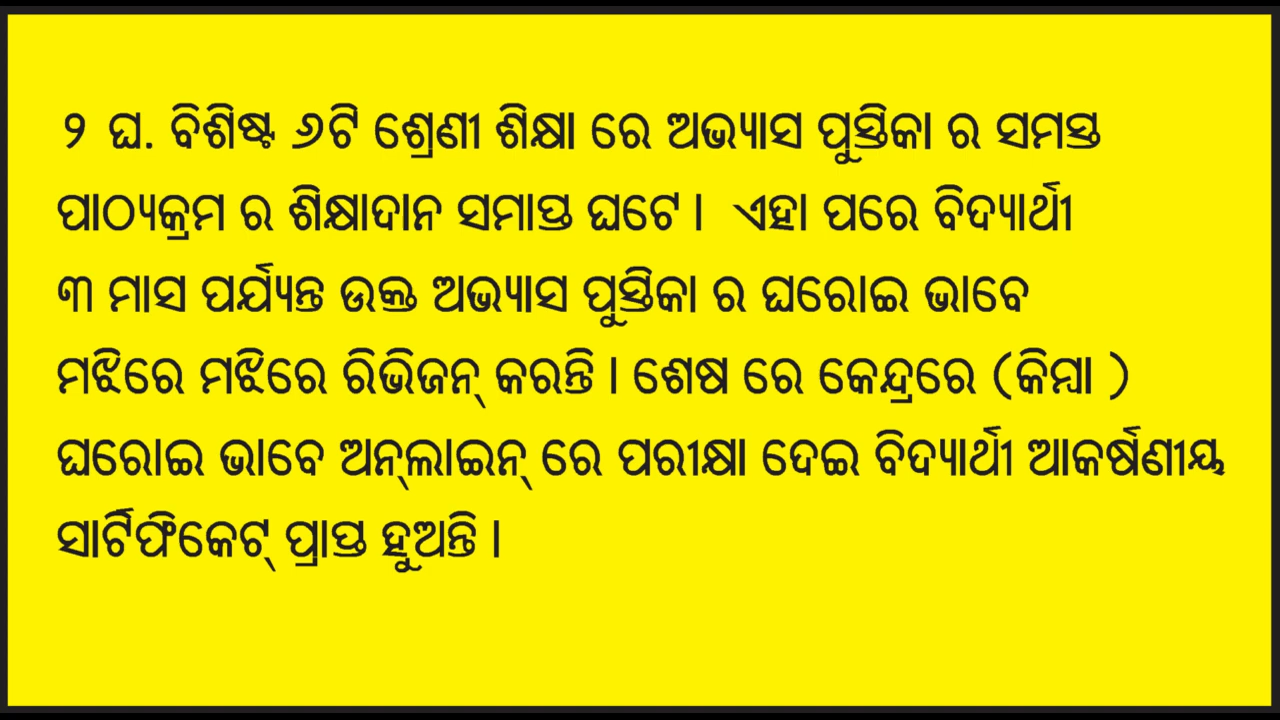 ୨ ଘ. ବିଶିଷ୍ଟ ୬ଟି ଶ୍ରେଣୀ ଶିକ୍ଷା ରେ ଅଭ୍ୟାସ ପୁସ୍ତିକା ର ସମସ୍ତ
ପାଠ୍ୟକ୍ରମ ର ଶିକ୍ଷାଦାନ ସମାପ୍ତ ଘଟେ । ଏହା ପରେ ବିଦ୍ୟାର୍ଥୀ
୩ ମାସ ପର୍ଯ୍ୟନ୍ତ ଉକ୍ତ ଅଭ୍ୟାସ ପୁସ୍ତିକା ର ଘରୋଇ ଭାବେ
ମଝିରେ ମଝିରେ ରିଭିଜନ୍ କରନ୍ତି । ଶେଷ ରେ କେନ୍ଦ୍ରରେ (କିମ୍ବା )
ଘରୋଇ ଭାବେ ଅନ୍‌ଲାଇନ୍ ରେ ପରୀକ୍ଷା ଦେଇ ବିଦ୍ୟାର୍ଥୀ ଆକର୍ଷଣୀୟ
ସାର୍ଟିଫିକେଟ୍ ପ୍ରାପ୍ତ ହୁଅନ୍ତି ।